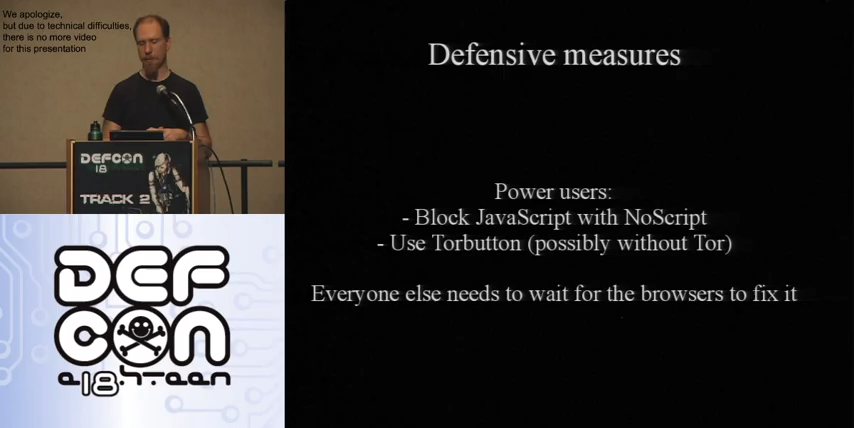 We apologize,
but due to technical difficulties,
there is no more video
for this presentation
DEFCON
18
TRACK 2
DEF
CON
e18h-teen
Defensive measures
Power users:
- Block JavaScript with NoScript
- Use Torbutton (possibly without Tor)
Everyone else needs to wait for the browsers to fix it